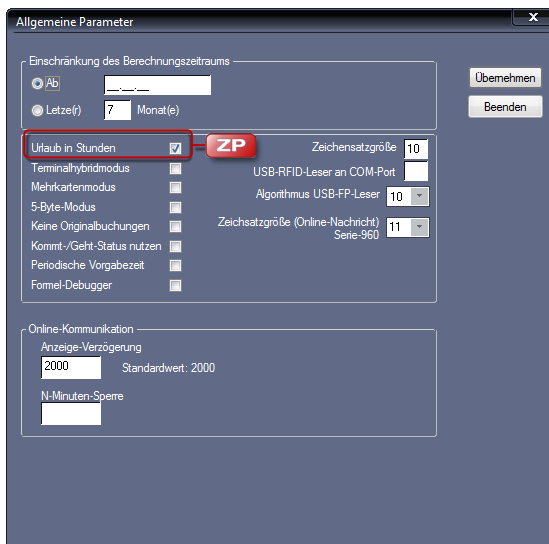 Allgemeine Parameter
X
Einschränkung des Berechnungszeitraums
Ab __.__.__
Letze(r) 7 Monat(e)
Übernehmen
Beenden
Urlaub in Stunden
ZP
Terminalhybridmodus
Mehrkartenmodus
5-Byte-Modus
Keine Originalbuchungen
Kommt-/Geht-Status nutzen
Periodische Vorgabezeit
Formel-Debugger
Zeichensatzgröße 10
USB-RFID-Leser an COM-Port
Algorithmus USB-FP-Leser 10
Zeichsatzgröße (Online-Nachricht)
Serie-960 11
Online-Kommunikation
Anzeige-Verzögerung
2000 Standardwert: 2000
N-Minuten-Sperre